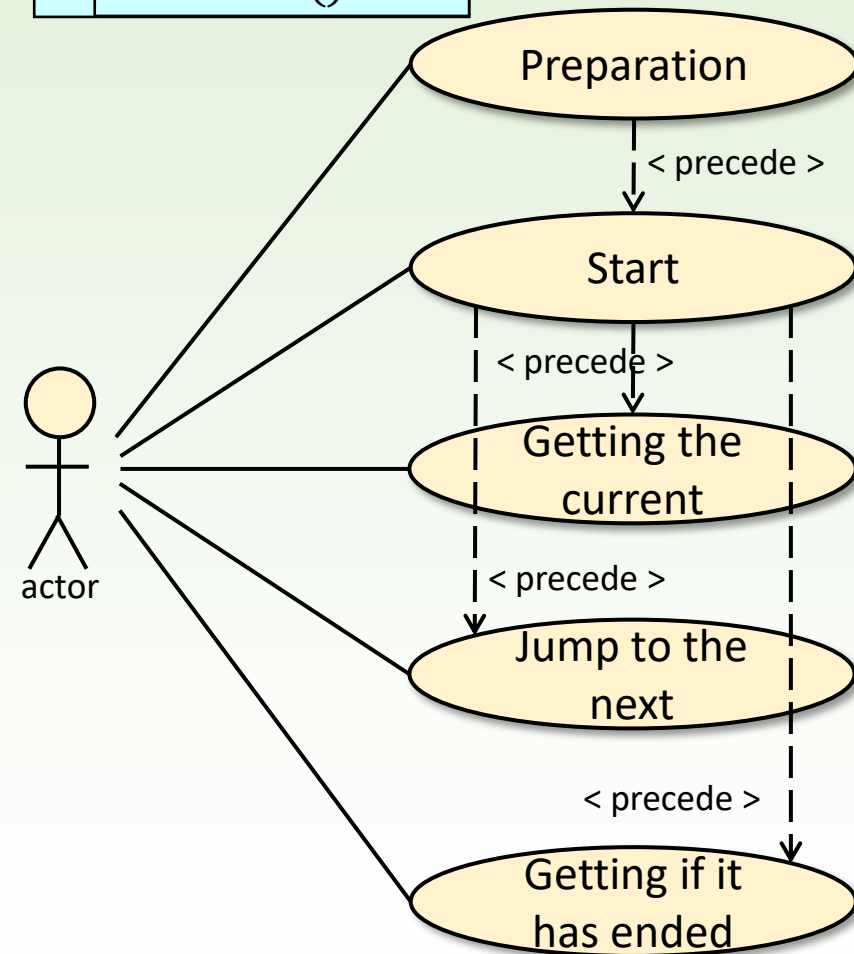 ()
Preparation
< precede >
Start
< precede >
Getting the
current
< precede >
actor
Jump to the
next
< precede >
Getting if it
has ended